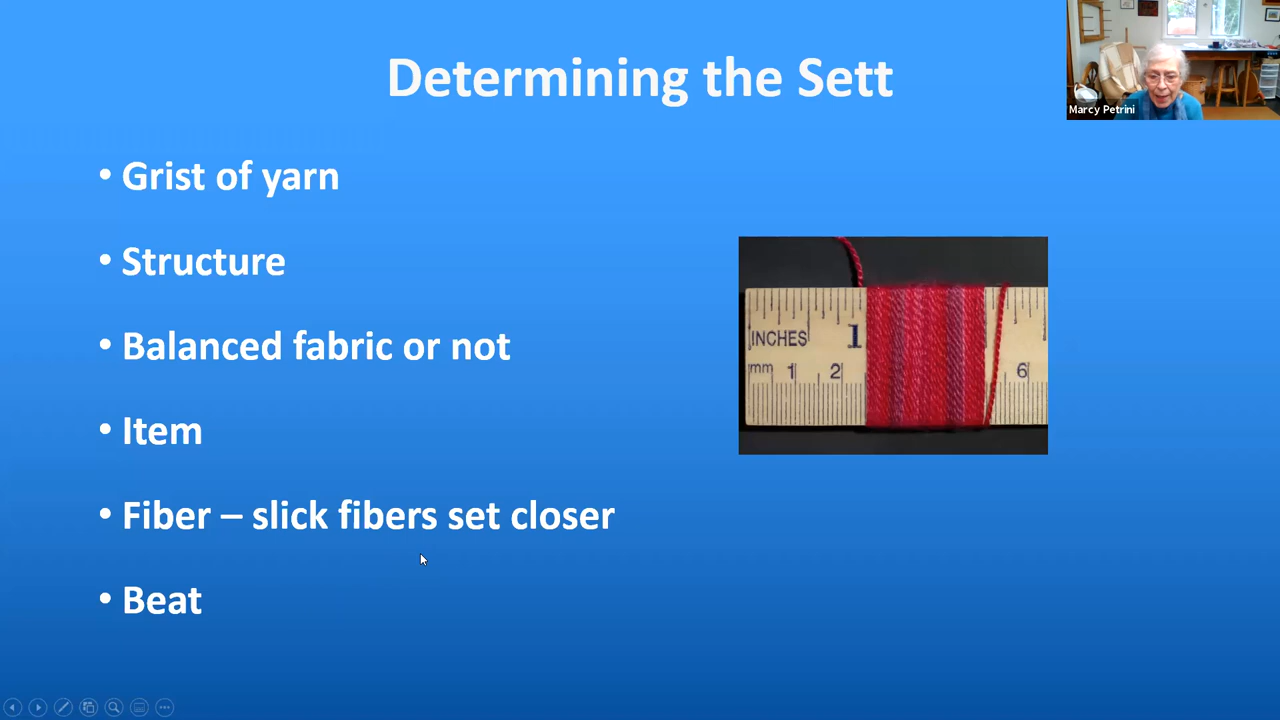 Determining the Sett
Marcy Petrini
• Grist of yarn
• Structure
• Balanced fabric or not
• Item
• Fiber – slick fibers set closer
• Beat
INCHES 1
mm 1 2 6